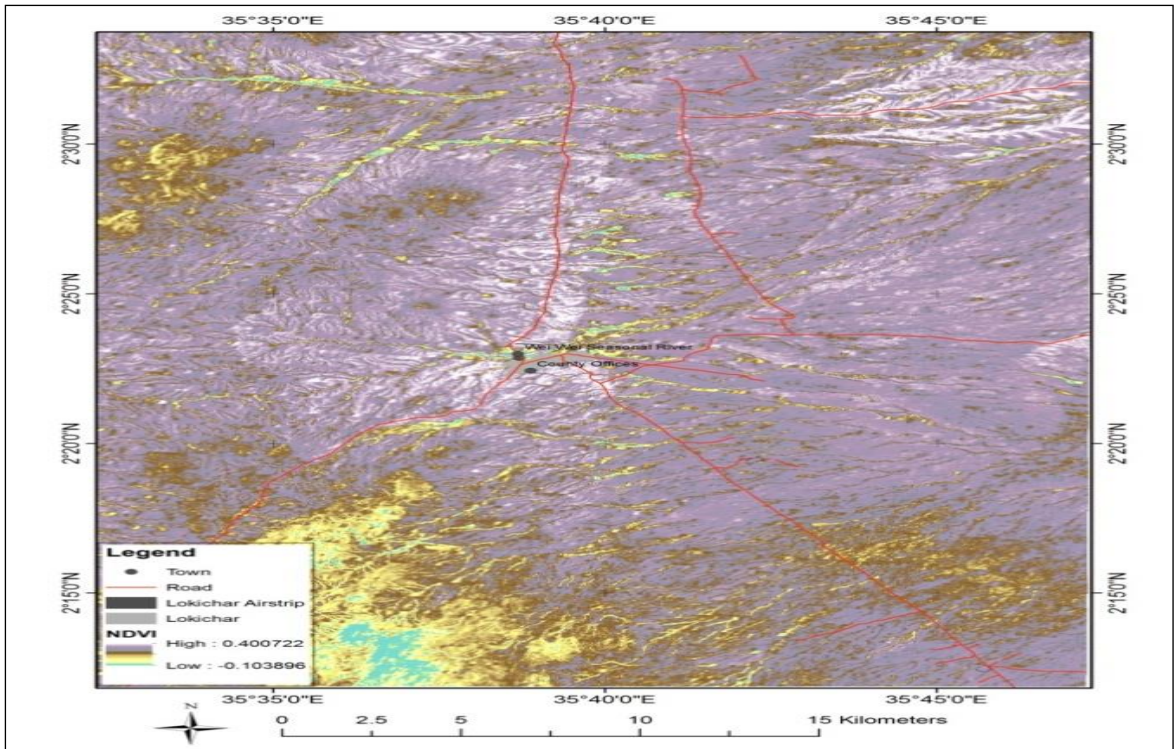 35°35'0"E 35°40'0"E 35°45'0"E
2°30'0"N 2°30'0"N
2°25'0"N 2°25'0"N
Wei Wei Seasonal River
County Offices
2°20'0"N 2°20'0"N
2°15'0"N 2°15'0"N
Legend
Town
Road
Lokichar Airstrip
Lokichar
NDVI
High : 0.400722
Low : -0.103896
35°35'0"E 35°40'0"E 35°45'0"E
N
0 2.5 5 10 15 Kilometers